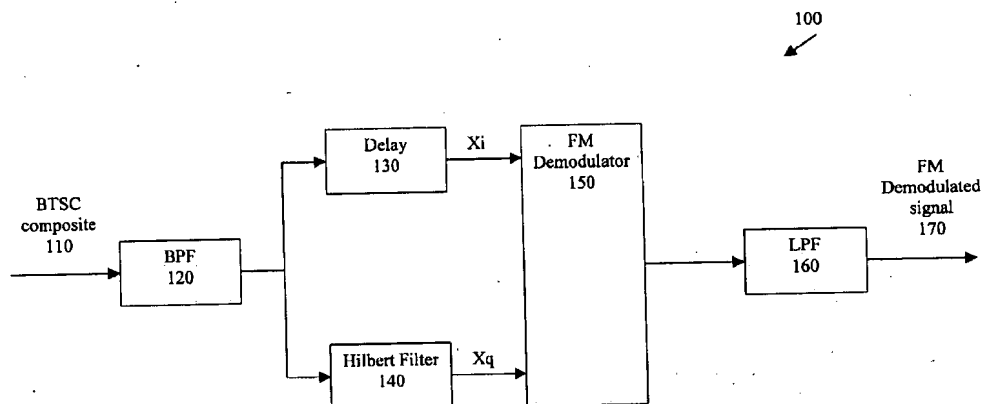 100
Delay
130
Xi
FM
Demodulator
150
FM
Demodulated
signal
170
BTSC
composite
110
BPF
120
LPF
160
Hilbert Filter
140
Xq